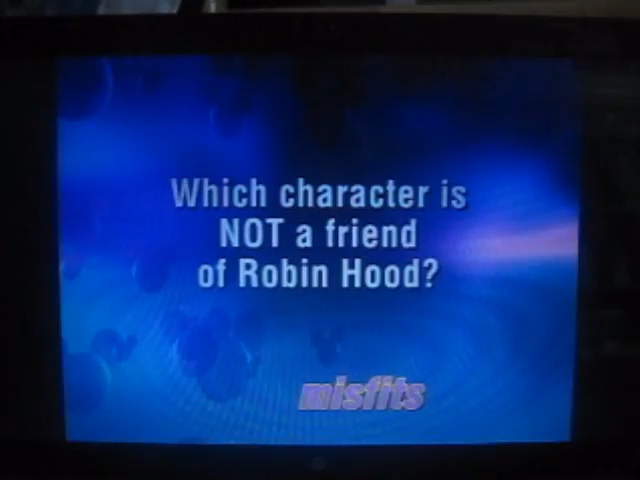 Which character is
NOT a friend
of Robin Hood?
misfits